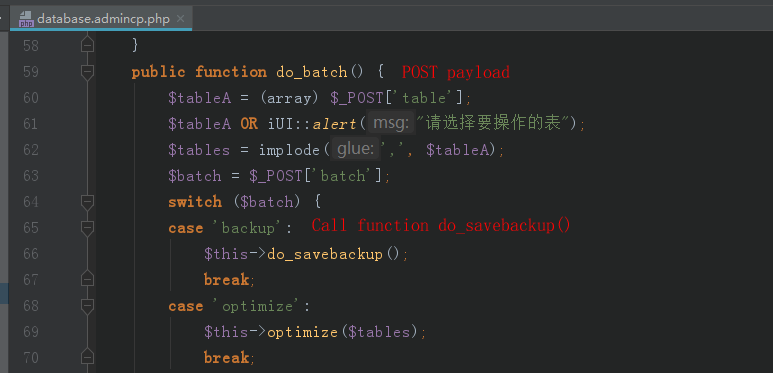 database.admincp.php
58 }
59 public function do_batch() { POST payload
60 $tableA = (array) $_POST['table'];
61 $tableA OR iUI::alert( msg: "请选择要操作的表");
62 $tables = implode( glue: ',', $tableA);
63 $batch = $_POST['batch'];
64 switch ($batch) {
65 case 'backup': Call function do_savebackup()
66 $this->do_savebackup();
67 break;
68 case 'optimize':
69 $this->optimize($tables);
70 break;